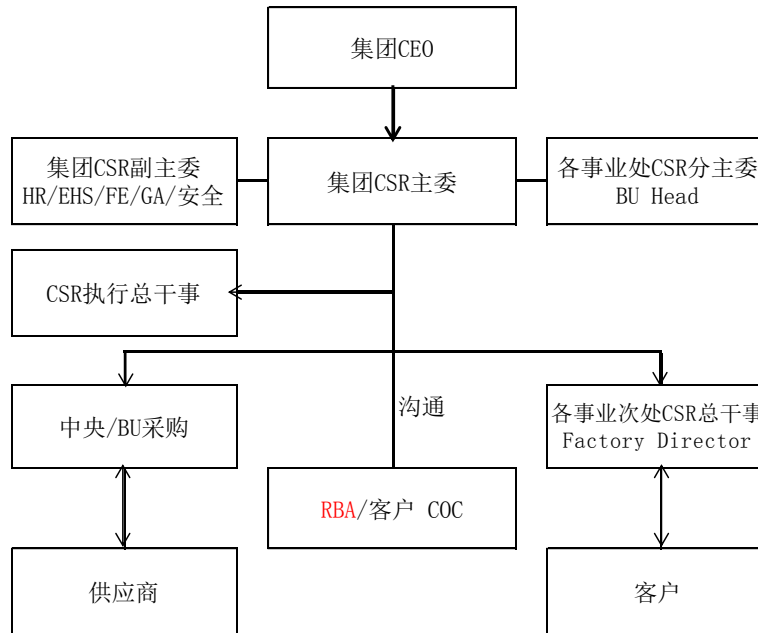 集团CEO
集团CSR副主委
HR/EHS/FE/GA/安全
集团CSR主委
各事业处CSR分主委
BU Head
CSR执行总干事
中央/BU采购
沟通
各事业次处CSR总干事
Factory Director
RBA/客户 COC
供应商
客户